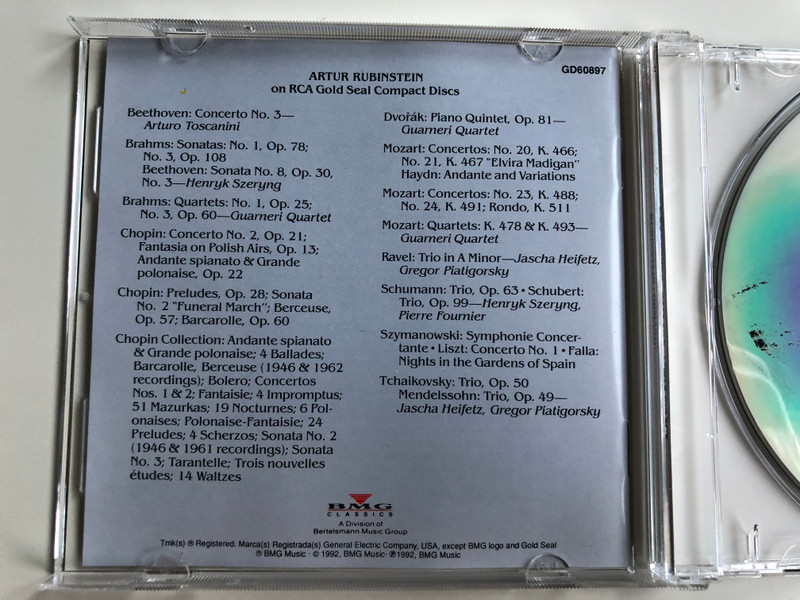 ARTUR RUBINSTEIN
on RCA Gold Seal Compact Discs
GD60897
Beethoven: Concerto No. 3—
Arturo Toscanini
Brahms: Sonatas: No. 1, Op. 78;
No. 3, Op. 108
Beethoven: Sonata No. 8, Op. 30,
No. 3—Henryk Szeryng
Brahms: Quartets: No. 1, Op. 25;
No. 3, Op. 60—Guarneri Quartet
Chopin: Concerto No. 2, Op. 21;
Fantasia on Polish Airs, Op. 13;
Andante spianato & Grande
polonaise, Op. 22
Chopin: Preludes, Op. 28; Sonata
No. 2 "Funeral March"; Berceuse,
Op. 57; Barcarolle, Op. 60
Chopin Collection: Andante spianato
& Grande polonaise; 4 Ballades;
Barcarolle, Berceuse (1946 & 1962
recordings); Bolero; Concertos
Nos. 1 & 2; Fantaisie; 4 Impromptus;
51 Mazurkas; 19 Nocturnes; 6 Pol-
onaises; Polonaise-Fantaisie; 24
Preludes; 4 Scherzos; Sonata No. 2
(1946 & 1961 recordings); Sonata
No. 3; Tarantelle; Trois nouvelles
études; 14 Waltzes
Dvořák: Piano Quintet, Op. 81—
Guarneri Quartet
Mozart: Concertos: No. 20, K. 466;
No. 21, K. 467 "Elvira Madigan"
Haydn: Andante and Variations
Mozart: Concertos: No. 23, K. 488;
No. 24, K. 491; Rondo, K. 511
Mozart: Quartets: K. 478 & K. 493—
Guarneri Quartet
Ravel: Trio in A Minor—Jascha Heifetz,
Gregor Piatigorsky
Schumann: Trio, Op. 63 • Schubert:
Trio, Op. 99—Henryk Szeryng,
Pierre Fournier
Szymanowski: Symphonie Concer-
tante • Liszt: Concerto No. 1 • Falla:
Nights in the Gardens of Spain
Tchaikovsky: Trio, Op. 50
Mendelssohn: Trio, Op. 49—
Jascha Heifetz, Gregor Piatigorsky
BMG
CLASSICS
A Division of
Bertelsmann Music Group
Tmk(s) ® Registered. Marca(s) Registrada(s) General Electric Company, USA, except BMG logo and Gold Seal
® BMG Music · © 1992, BMG Music · ℗ 1992, BMG Music